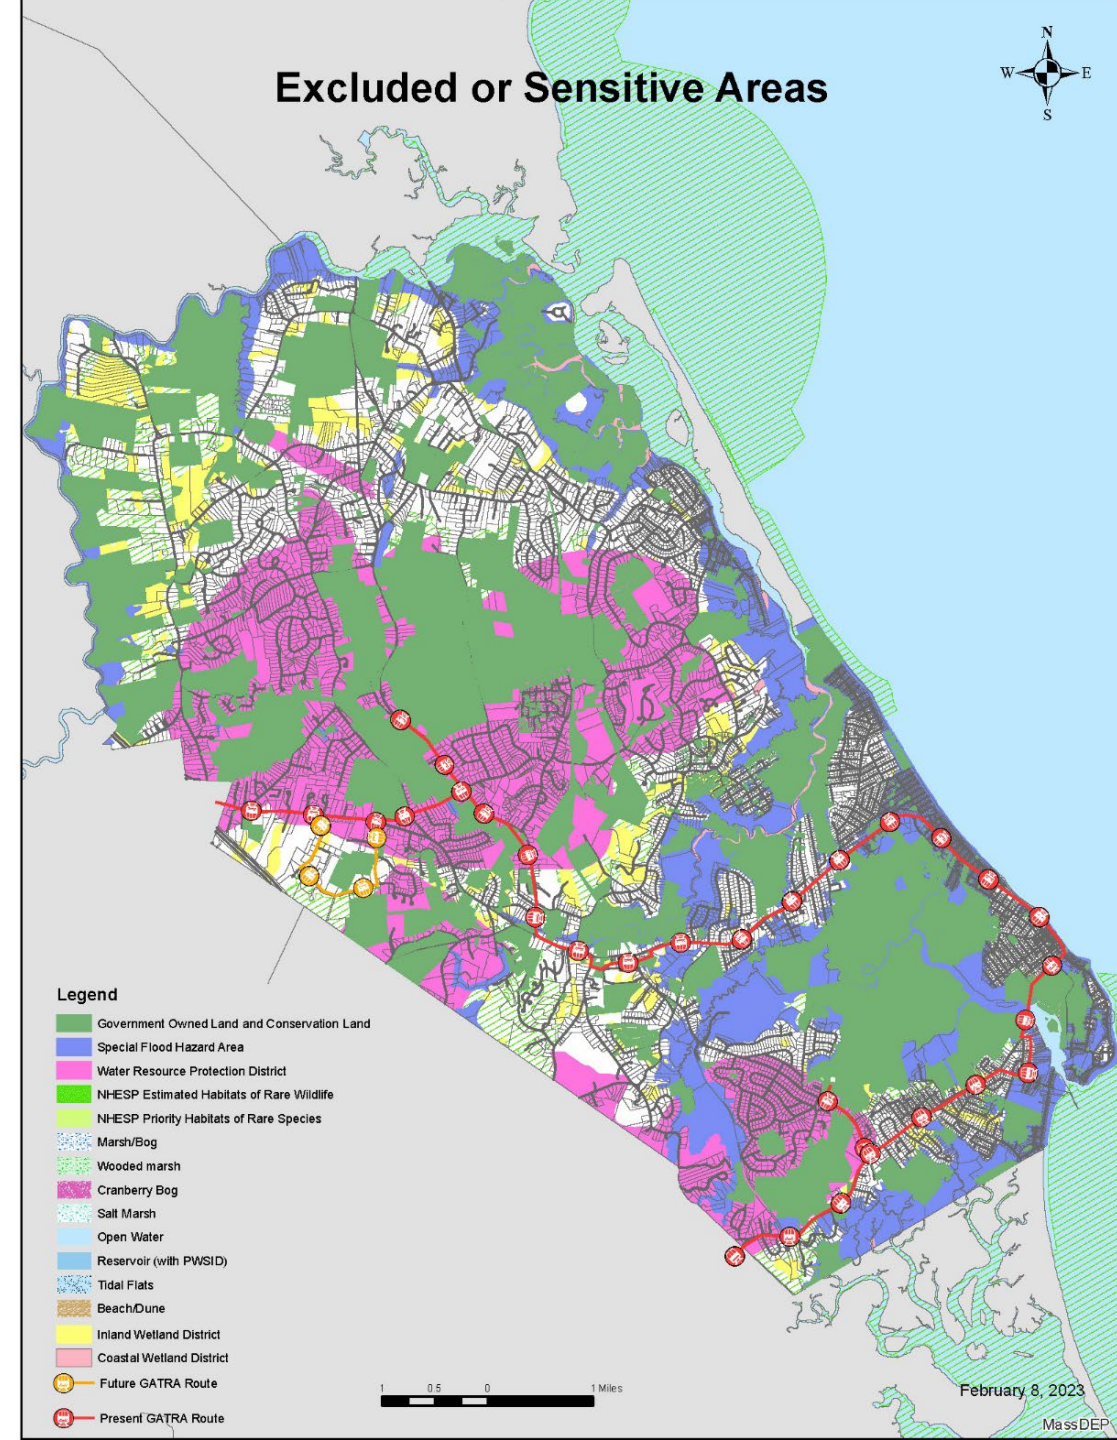 Excluded or Sensitive Areas
N
W E
S
Legend
Government Owned Land and Conservation Land
Special Flood Hazard Area
Water Resource Protection District
NHESP Estimated Habitats of Rare Wildlife
NHESP Priority Habitats of Rare Species
Marsh/Bog
Wooded marsh
Cranberry Bog
Salt Marsh
Open Water
Reservoir (with PWSID)
Tidal Flats
Beach/Dune
Inland Wetland District
Coastal Wetland District
Future GATRA Route
Present GATRA Route
1 0.5 0 1 Miles
February 8, 2023
MassDEP